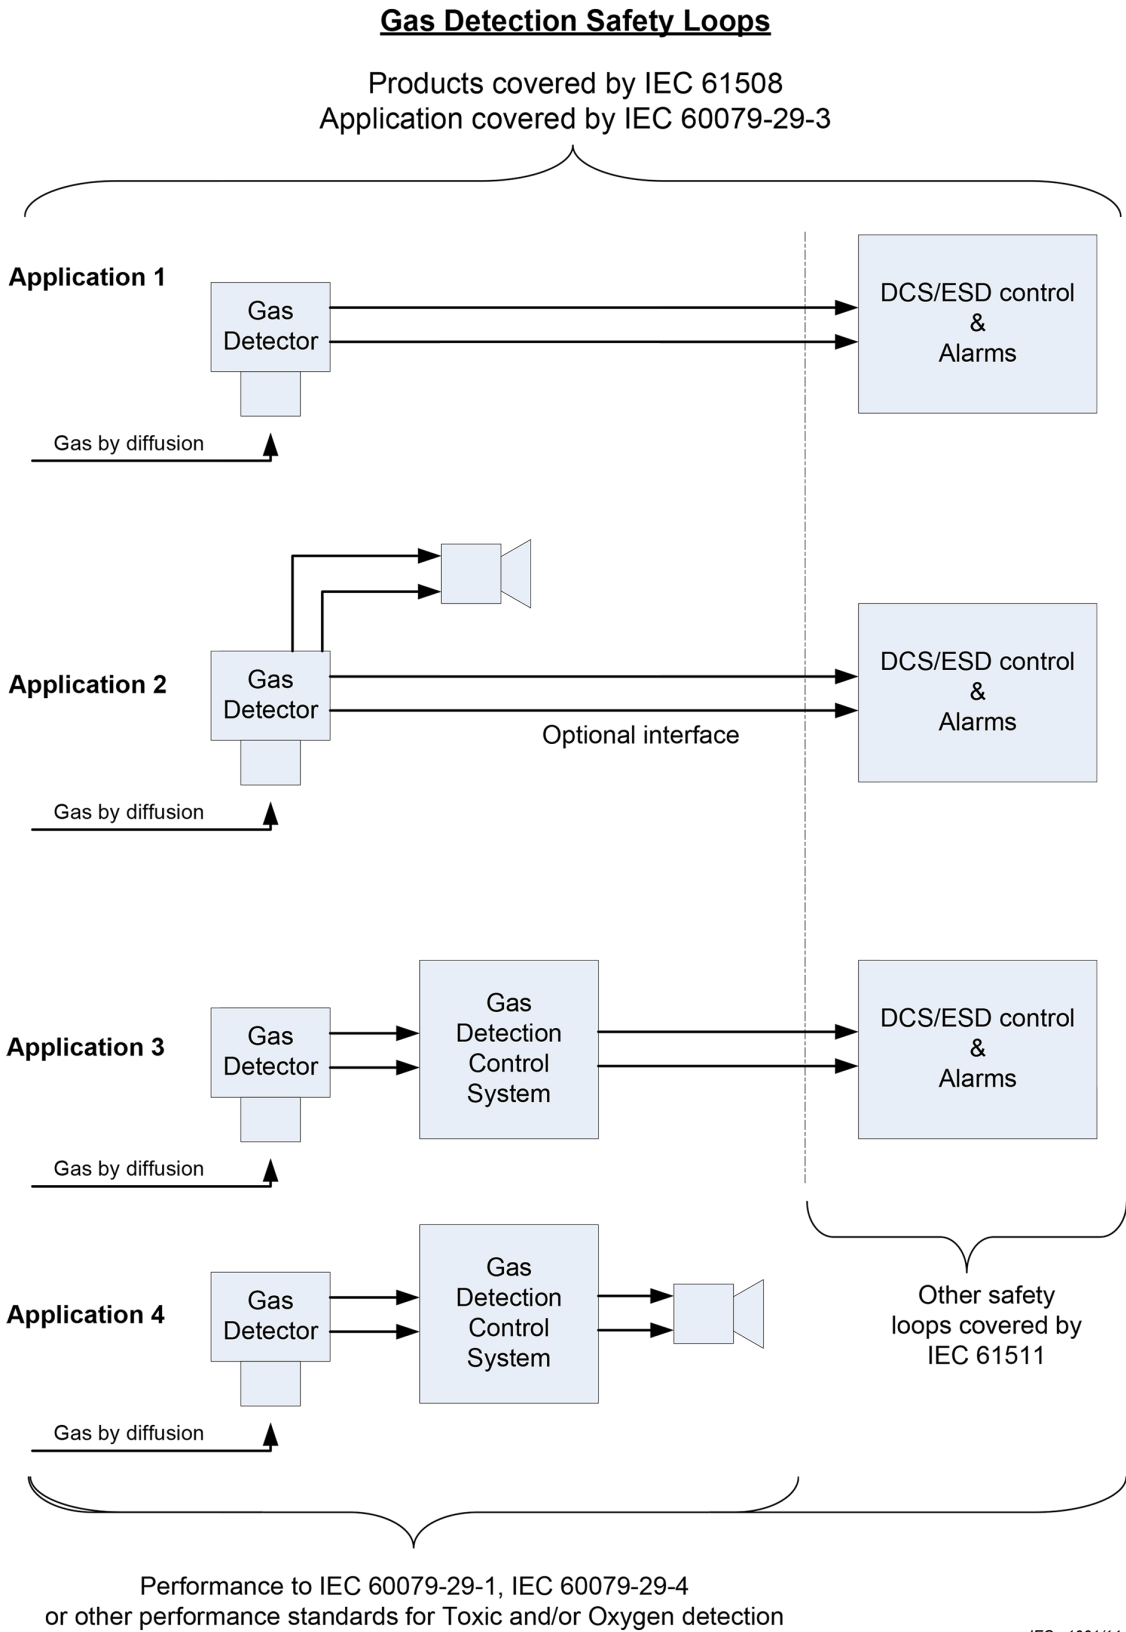 Gas Detection Safety Loops
Products covered by IEC 61508
Application covered by IEC 60079-29-3
Application 1
Gas
Detector
DCS/ESD control
&
Alarms
Gas by diffusion
Application 2
Gas
Detector
DCS/ESD control
&
Alarms
Optional interface
Gas by diffusion
Application 3
Gas
Detector
Gas
Detection
Control
System
DCS/ESD control
&
Alarms
Gas by diffusion
Application 4
Gas
Detector
Gas
Detection
Control
System
Other safety
loops covered by
IEC 61511
Gas by diffusion
Performance to IEC 60079-29-1, IEC 60079-29-4
or other performance standards for Toxic and/or Oxygen detection